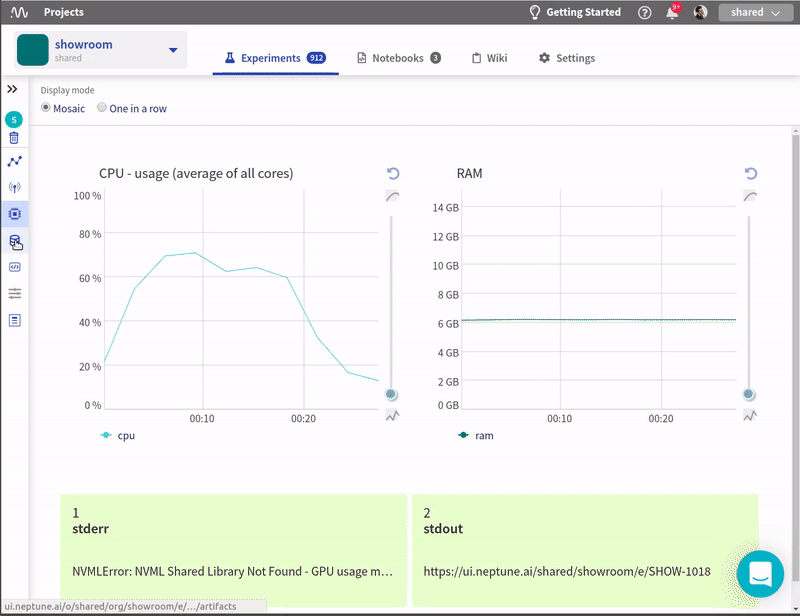 Projects
Getting Started
9+
shared
showroom
shared
Experiments 912
Notebooks 3
Wiki
Settings
Display mode
Mosaic
One in a row
S
CPU - usage (average of all cores)
100 %
80 %
60 %
40 %
20 %
0 %
00:10
00:20
cpu
RAM
14 GB
12 GB
10 GB
8 GB
6 GB
4 GB
2 GB
0 GB
00:10
00:20
ram
1
stderr
NVMLError: NVML Shared Library Not Found - GPU usage m...
2
stdout
https://ui.neptune.ai/shared/showroom/e/SHOW-1018
ui.neptune.ai/o/shared/org/showroom/e/.../artifacts